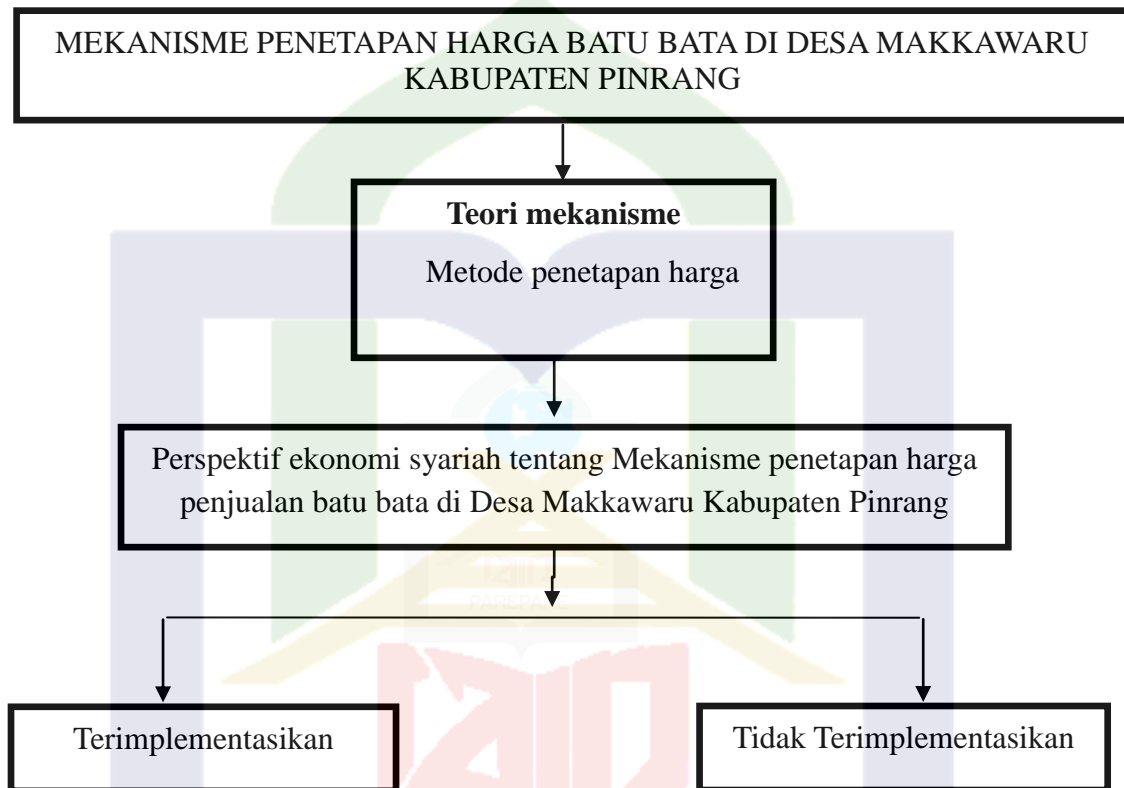 MEKANISME PENETAPAN HARGA BATU BATA DI DESA MAKKAWARU
KABUPATEN PINRANG
Teori mekanisme
Metode penetapan harga
Perspektif ekonomi syariah tentang Mekanisme penetapan harga
penjualan batu bata di Desa Makkawaru Kabupaten Pinrang
PAREPARE
Terimplementasikan
Tidak Terimplementasikan